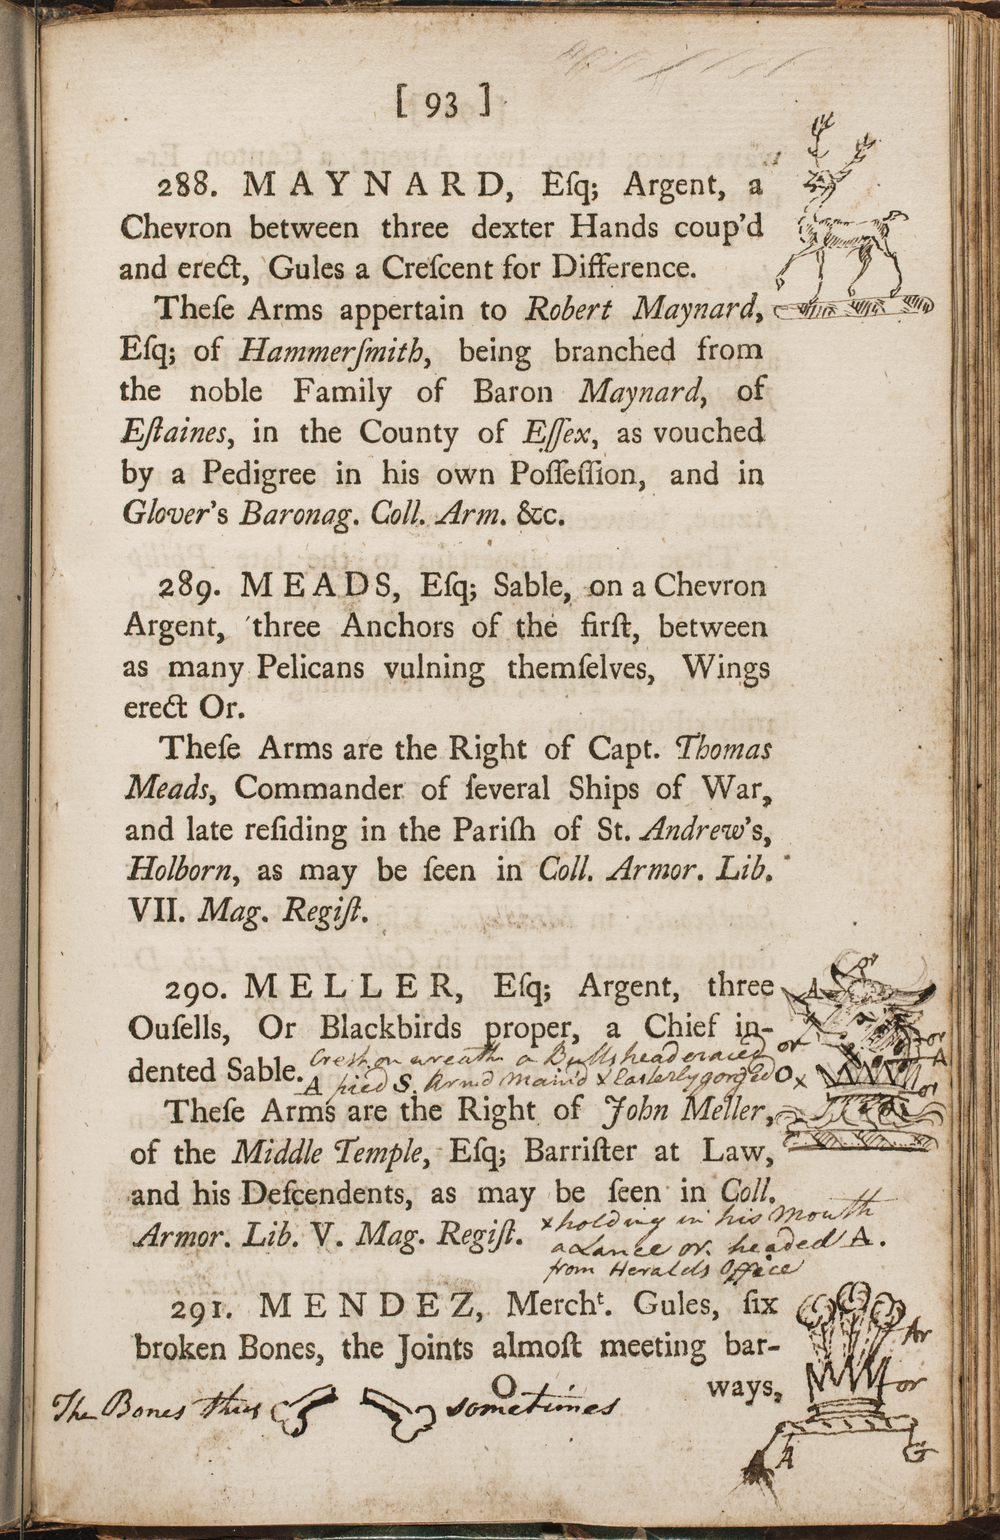 [ 93 ]
288. MAYNARD, Eſq; Argent, a
Chevron between three dexter Hands coup'd
and erect, Gules a Creſcent for Difference.
Theſe Arms appertain to Robert Maynard,
Eſq; of Hammerſmith, being branched from
the noble Family of Baron Maynard, of
Eſtaines, in the County of Eſſex, as vouched
by a Pedigree in his own Poſſeſſion, and in
Glover's Baronag. Coll. Arm. &c.
289. MEADS, Eſq; Sable, on a Chevron
Argent, three Anchors of the firſt, between
as many Pelicans vulning themſelves, Wings
erect Or.
Theſe Arms are the Right of Capt. Thomas
Meads, Commander of ſeveral Ships of War,
and late reſiding in the Pariſh of St. Andrew's,
Holborn, as may be ſeen in Coll. Armor. Lib.
VII. Mag. Regiſt.
290. MELLER, Eſq; Argent, three
Ouſells, Or Blackbirds proper, a Chief in-
dented Sable. Crest on wreath a Bulls head eraced
A pied S. Armd Maind & Easterly gorged O x
Theſe Arms are the Right of John Meller,
of the Middle Temple, Eſq; Barriſter at Law,
and his Deſcendents, as may be ſeen in Coll.
Armor. Lib. V. Mag. Regiſt. x holding in his Mouth
a Lance or. headed A.
from Heralds Office
or
A
or
or
A
or
291. MENDEZ, Mercht. Gules, ſix
broken Bones, the Joints almoſt meeting bar-
O ways,
The Bones thus sometimes
Ar
or
A
G